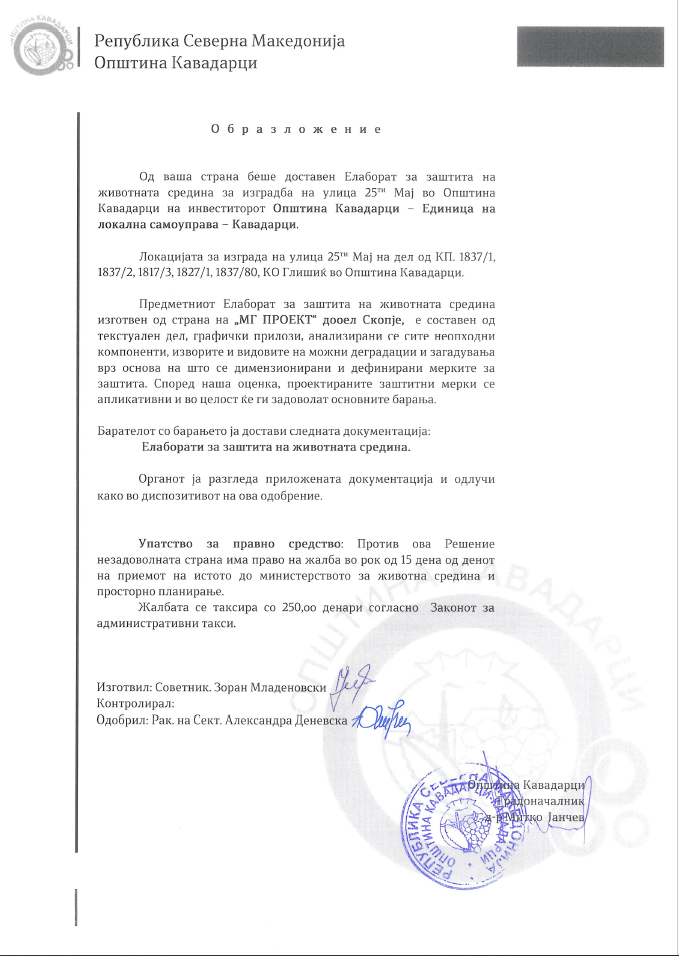 Република Северна Македонија
Општина Кавадарци
О б р а з л о ж е н и е
Од ваша страна беше доставен Елаборат за заштита на
животната средина за изградба на улица 25ти Мај во Општина
Кавадарци на инвеститорот Општина Кавадарци – Единица на
локална самоуправа – Кавадарци.
Локацијата за изграда на улица 25ти Мај на дел од КП. 1837/1,
1837/2, 1817/3, 1827/1, 1837/80, КО Глишиќ во Општина Кавадарци.
Предметниот Елаборат за заштита на животната средина
изготвен од страна на „МГ ПРОЕКТ“ дооел Скопје, е составен од
текстуален дел, графички прилози, анализирани се сите неопходни
компоненти, изворите и видовите на можни деградации и загадувања
врз основа на што се димензионирани и дефинирани мерките за
заштита. Според наша оценка, проектираните заштитни мерки се
апликативни и во целост ќе ги задоволат основните барања.
Барателот со барањето ја достави следната документација:
Елаборати за заштита на животната средина.
Органот ја разгледа приложената документација и одлучи
како во диспозитивот на ова одобрение.
Упатство за правно средство: Против ова Решение
незадоволната страна има право на жалба во рок од 15 дена од денот
на приемот на истото до министерството за животна средина и
просторно планирање.
Жалбата се таксира со 250,оо денари согласно Законот за
административни такси.
Изготвил: Советник. Зоран Младеновски
Контролирал:
Одобрил: Рак. на Сект. Александра Деневска
Општина Кавадарци
Градоначалник
д-р Митко Јанчев
РЕПУБЛИКА СЕВЕРНА МАКЕДОНИЈА
ОПШТИНА КАВАДАРЦИ
ОПШТИНА КАВАДАРЦИ